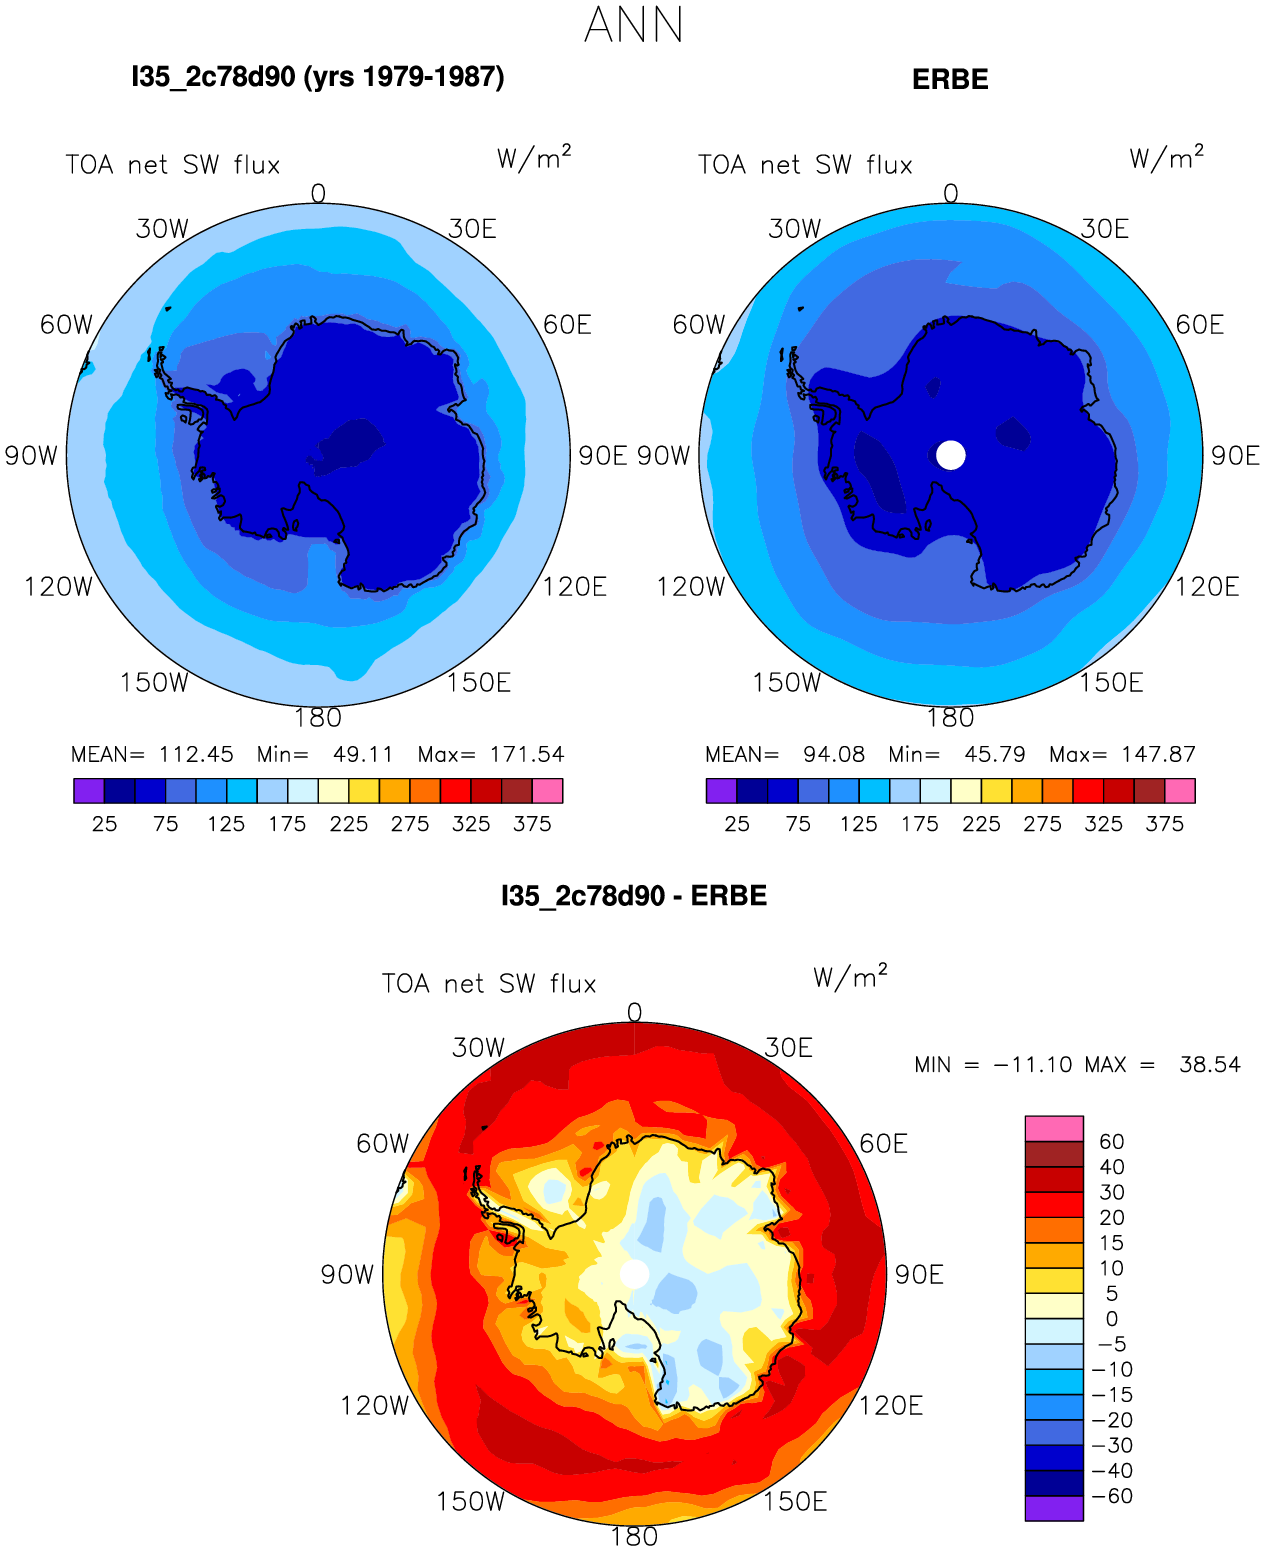 ANN
I35_2c78d90 (yrs 1979-1987)
ERBE
TOA net SW flux W/m2
TOA net SW flux W/m2
0
30W 30E
60W 60E
90W 90E
120W 120E
150W 150E
180
0
30W 30E
60W 60E
90W 90E
120W 120E
150W 150E
180
MEAN= 112.45 Min= 49.11 Max= 171.54
25 75 125 175 225 275 325 375
MEAN= 94.08 Min= 45.79 Max= 147.87
25 75 125 175 225 275 325 375
I35_2c78d90 - ERBE
TOA net SW flux W/m2
0
30W 30E
60W 60E
90W 90E
120W 120E
150W 150E
180
MIN = −11.10 MAX = 38.54
60
40
30
20
15
10
5
0
−5
−10
−15
−20
−30
−40
−60